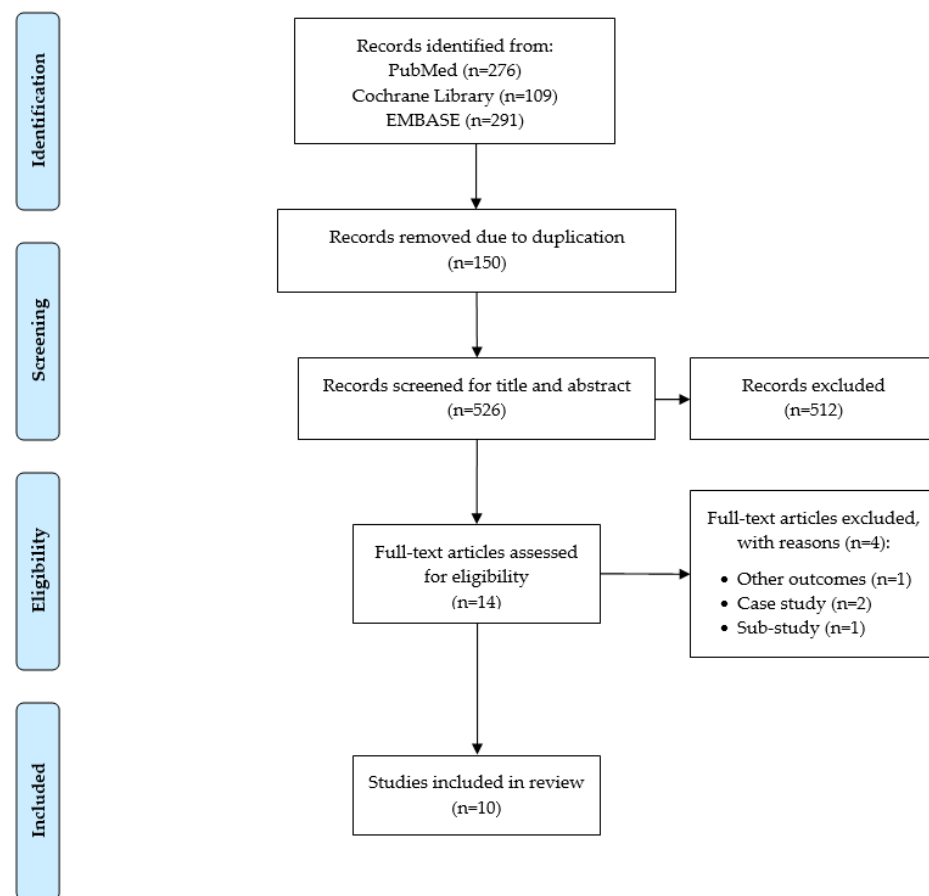 Identification
Records identified from:
PubMed (n=276)
Cochrane Library (n=109)
EMBASE (n=291)
Records removed due to duplication
(n=150)
Screening
Records screened for title and abstract
(n=526)
Records excluded
(n=512)
Eligibility
Full-text articles assessed
for eligibility
(n=14)
Full-text articles excluded,
with reasons (n=4):
• Other outcomes (n=1)
• Case study (n=2)
• Sub-study (n=1)
Included
Studies included in review
(n=10)